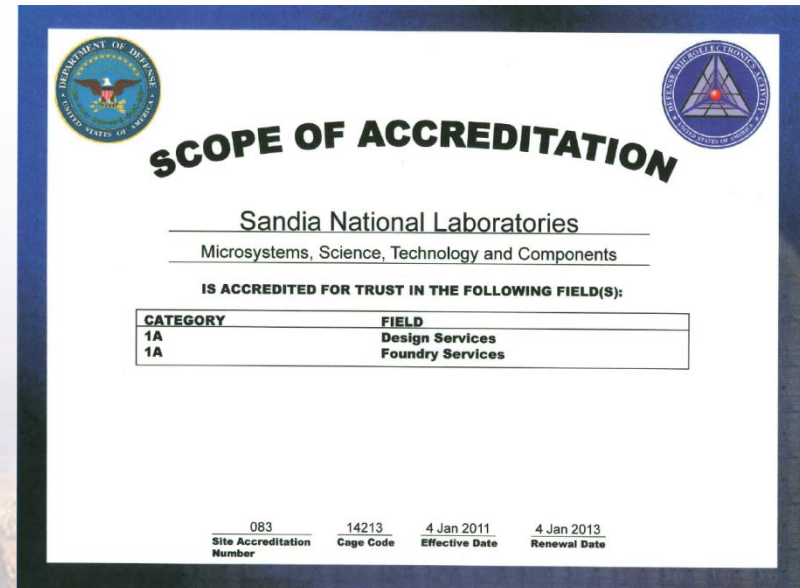 DEPARTMENT OF DEFENSE
UNITED STATES OF AMERICA
DEFENSE MICROELECTRONICS ACTIVITY
UNITED STATES OF AMERICA
SCOPE OF ACCREDITATION
Sandia National Laboratories
Microsystems, Science, Technology and Components
IS ACCREDITED FOR TRUST IN THE FOLLOWING FIELD(S):
CATEGORY FIELD
1A Design Services
1A Foundry Services
083 14213 4 Jan 2011 4 Jan 2013
Site Accreditation Cage Code Effective Date Renewal Date
Number